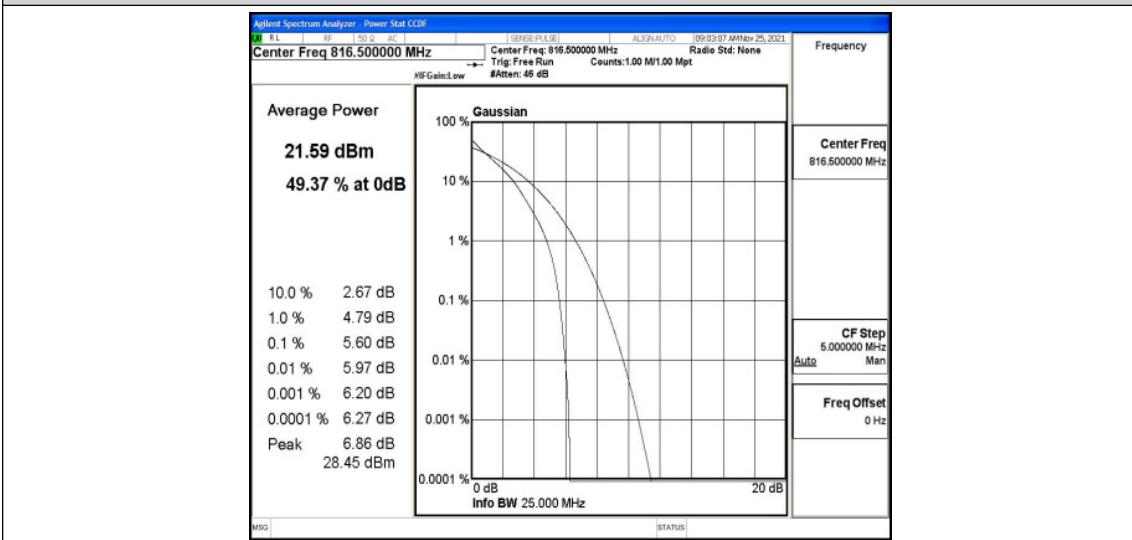 Agilent Spectrum Analyzer - Power Stat CCDF
RL RF 50 Ω AC SENSE:PULSE ALIGN AUTO 09:03:07 AM Nov 25, 2021
Center Freq 816.500000 MHz
Center Freq: 816.500000 MHz Radio Std: None
Trig: Free Run Counts:1.00 M/1.00 Mpt
#IFGain:Low #Atten: 46 dB
Frequency
Average Power
21.59 dBm
49.37 % at 0dB
10.0 % 2.67 dB
1.0 % 4.79 dB
0.1 % 5.60 dB
0.01 % 5.97 dB
0.001 % 6.20 dB
0.0001 % 6.27 dB
Peak 6.86 dB
28.45 dBm
Gaussian
100 %
10 %
1 %
0.1 %
0.01 %
0.001 %
0.0001 %
0 dB 20 dB
Info BW 25.000 MHz
Center Freq
816.500000 MHz
CF Step
5.000000 MHz
Auto Man
Freq Offset
0 Hz
MSG STATUS